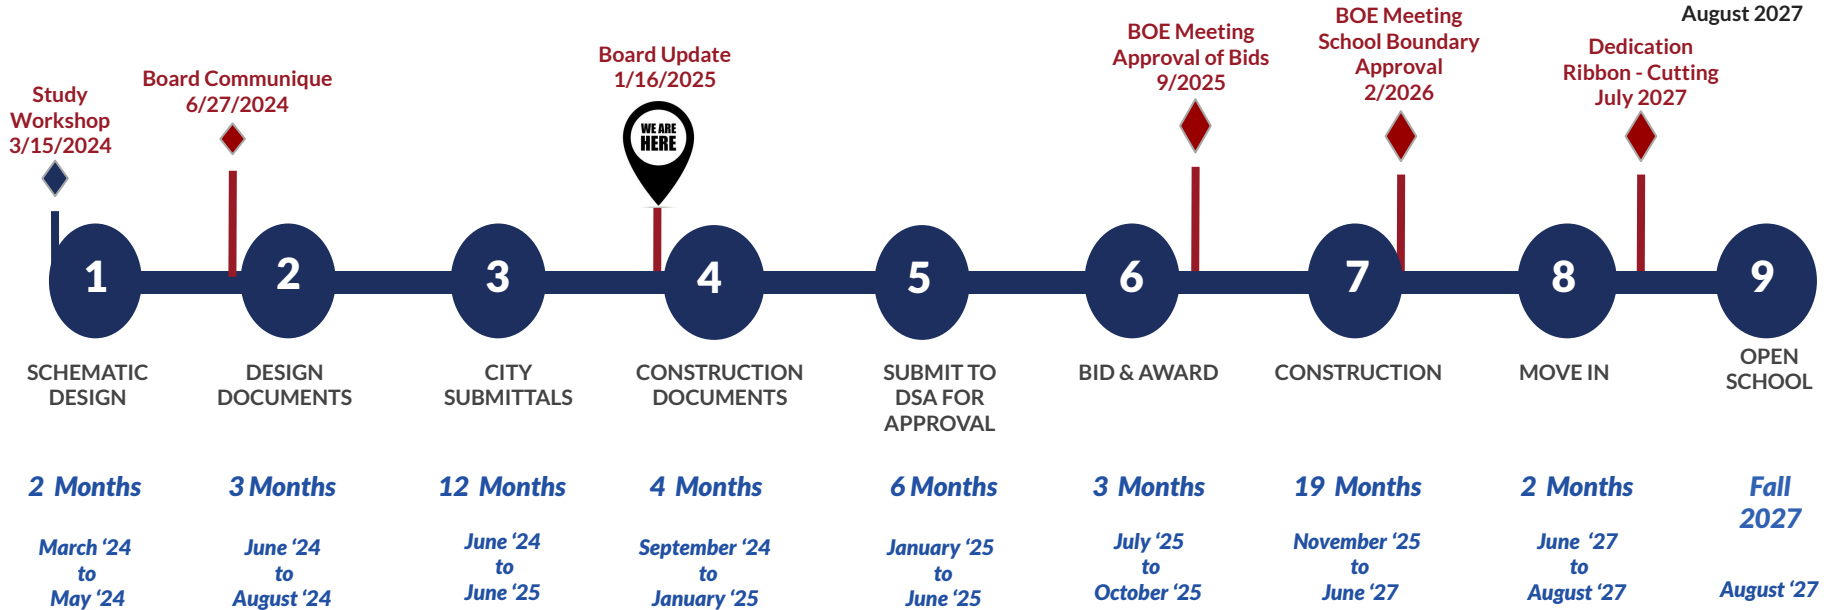 August 2027
Study
Workshop
3/15/2024
Board Communique
6/27/2024
Board Update
1/16/2025
WE ARE
HERE
BOE Meeting
Approval of Bids
9/2025
BOE Meeting
School Boundary
Approval
2/2026
Dedication
Ribbon - Cutting
July 2027
1
2
3
4
5
6
7
8
9
SCHEMATIC
DESIGN
DESIGN
DOCUMENTS
CITY
SUBMITTALS
CONSTRUCTION
DOCUMENTS
SUBMIT TO
DSA FOR
APPROVAL
BID & AWARD
CONSTRUCTION
MOVE IN
OPEN
SCHOOL
2 Months
3 Months
12 Months
4 Months
6 Months
3 Months
19 Months
2 Months
Fall
2027
March ‘24
to
May ‘24
June ‘24
to
August ‘24
June ‘24
to
June ‘25
September ‘24
to
January ‘25
January ‘25
to
June ‘25
July ‘25
to
October ‘25
November ‘25
to
June ‘27
June ‘27
to
August ‘27
August ‘27